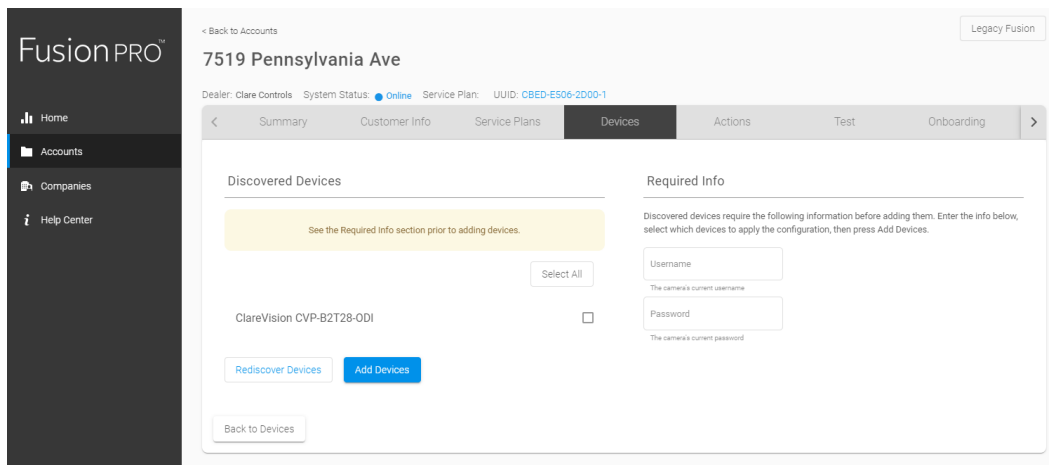 FusionPRO™
Home
Accounts
Companies
Help Center
< Back to Accounts
Legacy Fusion
7519 Pennsylvania Ave
Dealer: Clare Controls System Status: Online Service Plan: UUID: CBED-E506-2D00-1
< Summary Customer Info Service Plans Devices Actions Test Onboarding >
Discovered Devices
See the Required Info section prior to adding devices.
Select All
ClareVision CVP-B2T28-ODI
Rediscover Devices Add Devices
Back to Devices
Required Info
Discovered devices require the following information before adding them. Enter the info below,
select which devices to apply the configuration, then press Add Devices.
Username
The camera's current username
Password
The camera's current password